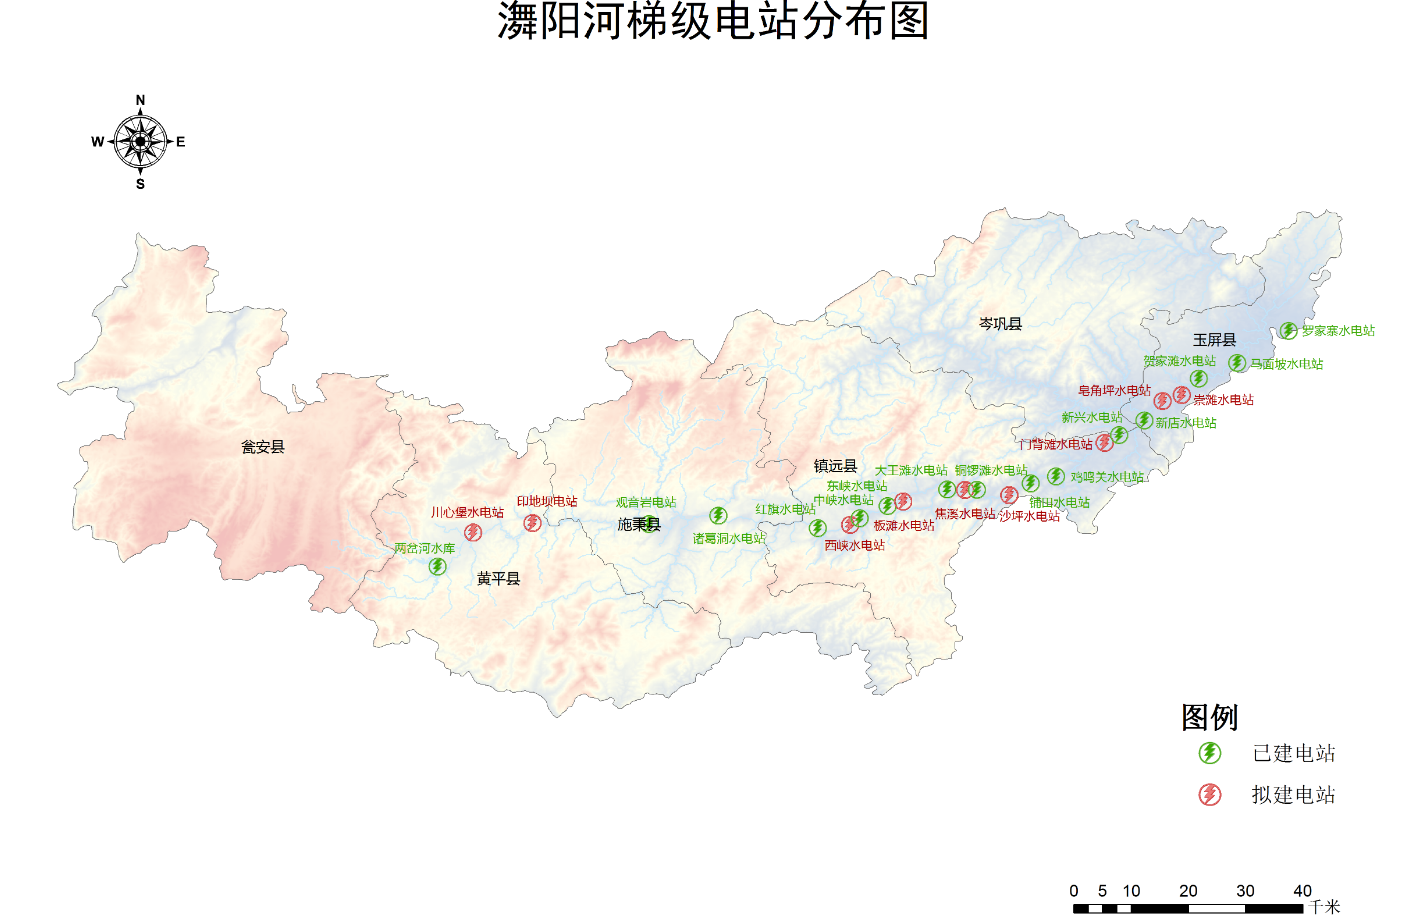 潕阳河梯级电站分布图
N
W E
S
岑巩县
玉屏县
罗家寨水电站
贺家滩水电站
马面坡水电站
皂角坪水电站
崇滩水电站
新兴水电站
新店水电站
门背滩水电站
瓮安县
镇远县
大王滩水电站
铜锣滩水电站
鸡鸣关水电站
东峡水电站
中峡水电站
铺田水电站
川心堡水电站
印地坝电站
观音岩电站
红旗水电站
焦溪水电站
沙坪水电站
施秉县
板滩水电站
诸葛洞水电站
西峡水电站
两岔河水库
黄平县
图例
已建电站
拟建电站
0 5 10 20 30 40
千米